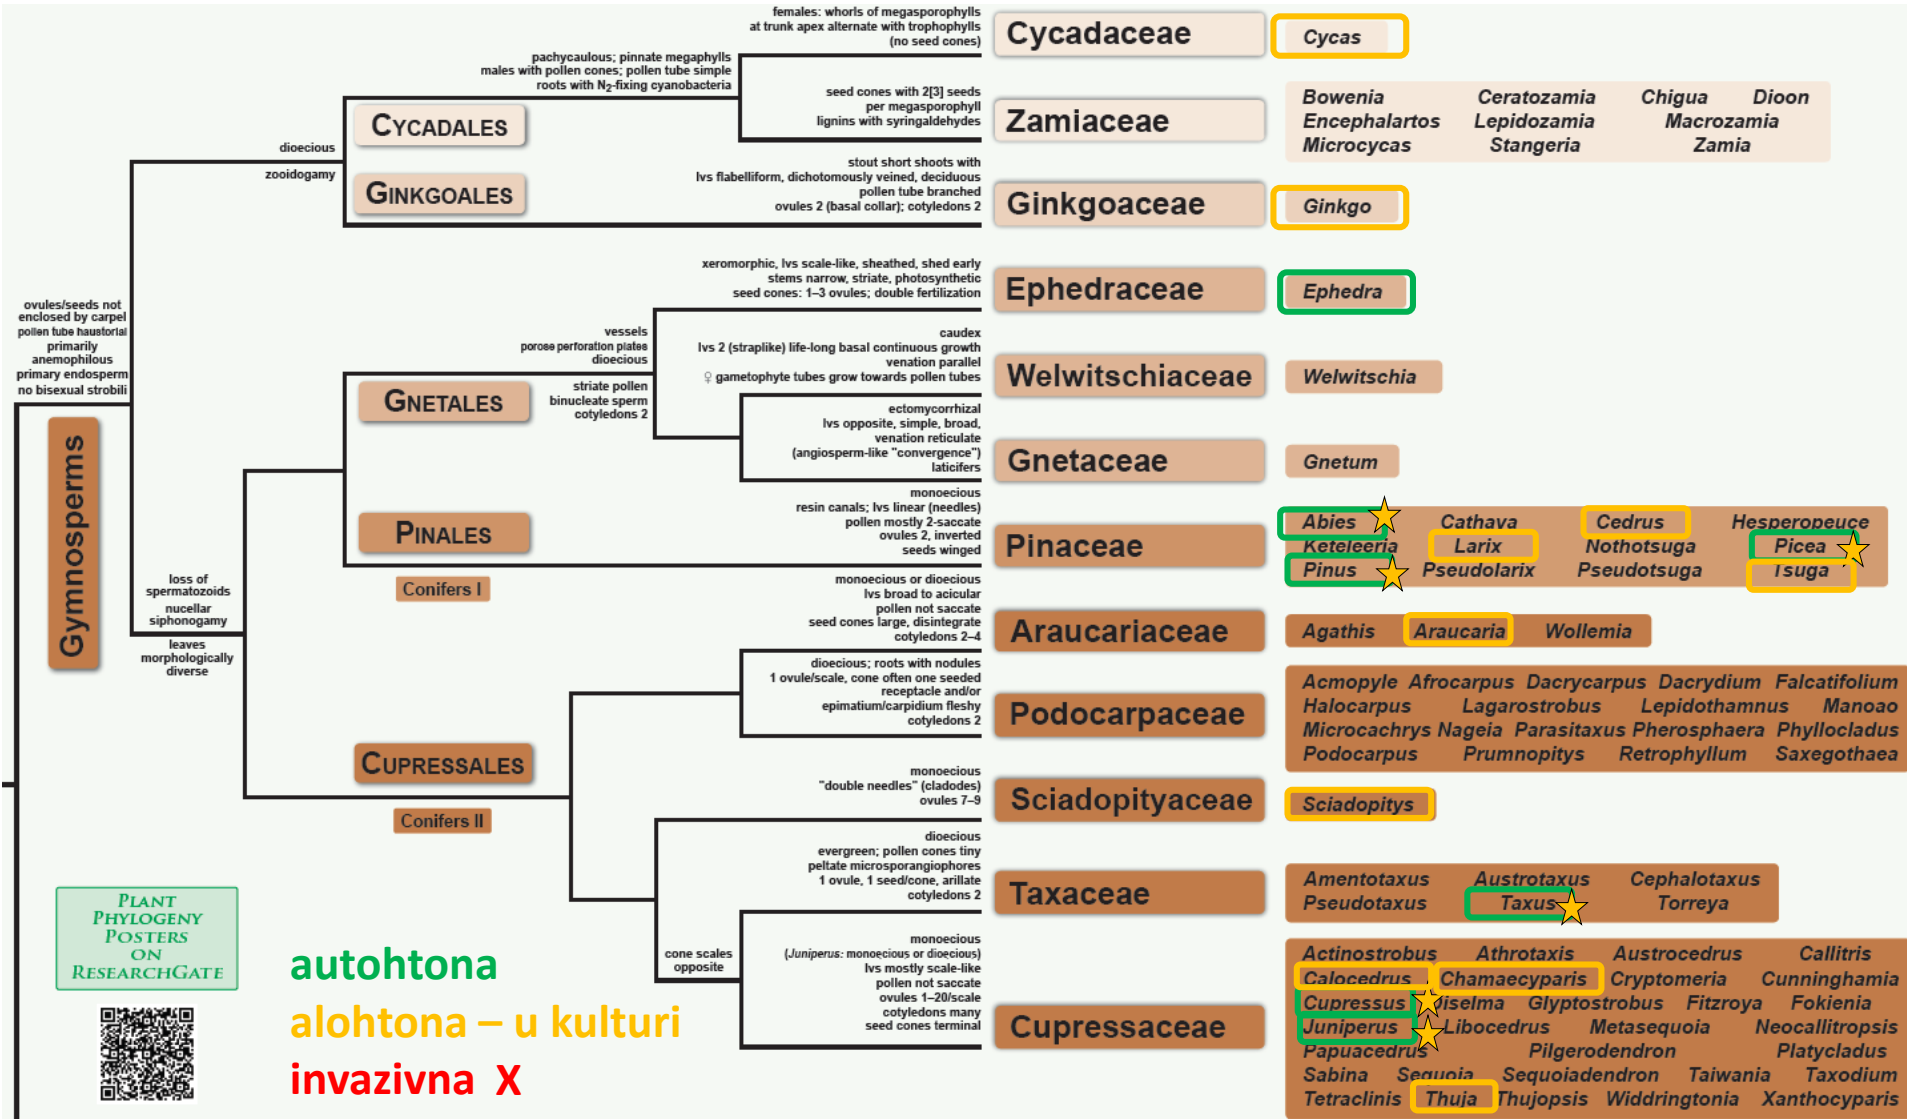 females: whorls of megasporophylls
at trunk apex alternate with trophophylls
(no seed cones)
Cycadaceae
Cycas
pachycaulous; pinnate megaphylls
males with pollen cones; pollen tube simple
roots with N2-fixing cyanobacteria
CYCADALES
seed cones with 2[3] seeds
per megasporophyll
lignins with syringaldehydes
Zamiaceae
Bowenia Ceratozamia Chigua Dioon
Encephalartos Lepidozamia Macrozamia
Microcycas Stangeria Zamia
dioecious
zooidogamy
GINKGOALES
stout short shoots with
lvs flabelliform, dichotomously veined, deciduous
pollen tube branched
ovules 2 (basal collar); cotyledons 2
Ginkgoaceae
Ginkgo
xeromorphic, lvs scale-like, sheathed, shed early
stems narrow, striate, photosynthetic
seed cones: 1–3 ovules; double fertilization
Ephedraceae
Ephedra
ovules/seeds not
enclosed by carpel
pollen tube haustorial
primarily
anemophilous
primary endosperm
no bisexual strobili
Gymnosperms
vessels
porose perforation plates
dioecious
striate pollen
binucleate sperm
cotyledons 2
GNETALES
caudex
lvs 2 (straplike) life-long basal continuous growth
venation parallel
♀ gametophyte tubes grow towards pollen tubes
Welwitschiaceae
Welwitschia
ectomycorrhizal
lvs opposite, simple, broad,
venation reticulate
(angiosperm-like "convergence")
laticifers
Gnetaceae
Gnetum
PINALES
Conifers I
monoecious
resin canals; lvs linear (needles)
pollen mostly 2-saccate
ovules 2, inverted
seeds winged
Pinaceae
Abies Cathava Cedrus Hesperopeuce
Keteleeria Larix Nothotsuga Picea
Pinus Pseudolarix Pseudotsuga Tsuga
loss of
spermatozoids
nucellar
siphonogamy
leaves
morphologically
diverse
monoecious or dioecious
lvs broad to acicular
pollen not saccate
seed cones large, disintegrate
cotyledons 2–4
Araucariaceae
Agathis Araucaria Wollemia
dioecious; roots with nodules
1 ovule/scale, cone often one seeded
receptacle and/or
epimatium/carpidium fleshy
cotyledons 2
Podocarpaceae
Acmopyle Afrocarpus Dacrycarpus Dacrydium Falcatifolium
Halocarpus Lagarostrobus Lepidothamnus Manoao
Microcachrys Nageia Parasitaxus Pherosphaera Phyllocladus
Podocarpus Prumnopitys Retrophyllum Saxegothaea
CUPRESSALES
Conifers II
monoecious
"double needles" (cladodes)
ovules 7–9
Sciadopityaceae
Sciadopitys
dioecious
evergreen; pollen cones tiny
peltate microsporangiophores
1 ovule, 1 seed/cone, arillate
cotyledons 2
Taxaceae
Amentotaxus Austrotaxus Cephalotaxus
Pseudotaxus Taxus Torreya
cone scales
opposite
monoecious
(Juniperus: monoecious or dioecious)
lvs mostly scale-like
pollen not saccate
ovules 1–20/scale
cotyledons many
seed cones terminal
Cupressaceae
Actinostrobus Athrotaxis Austrocedrus Callitris
Calocedrus Chamaecyparis Cryptomeria Cunninghamia
Cupressus Glyptostrobus Fitzroya Fokienia
Juniperus Libocedrus Metasequoia Neocallitropsis
Papuacedrus Pilgerodendron Platycladus
Sabina Sequoia Sequoiadendron Taiwania Taxodium
Tetraclinis Thuja Thujopsis Widdringtonia Xanthocyparis
PLANT
PHYLOGENY
POSTERS
ON
RESEARCHGATE
autohtona
alohtona – u kulturi
invazivna X